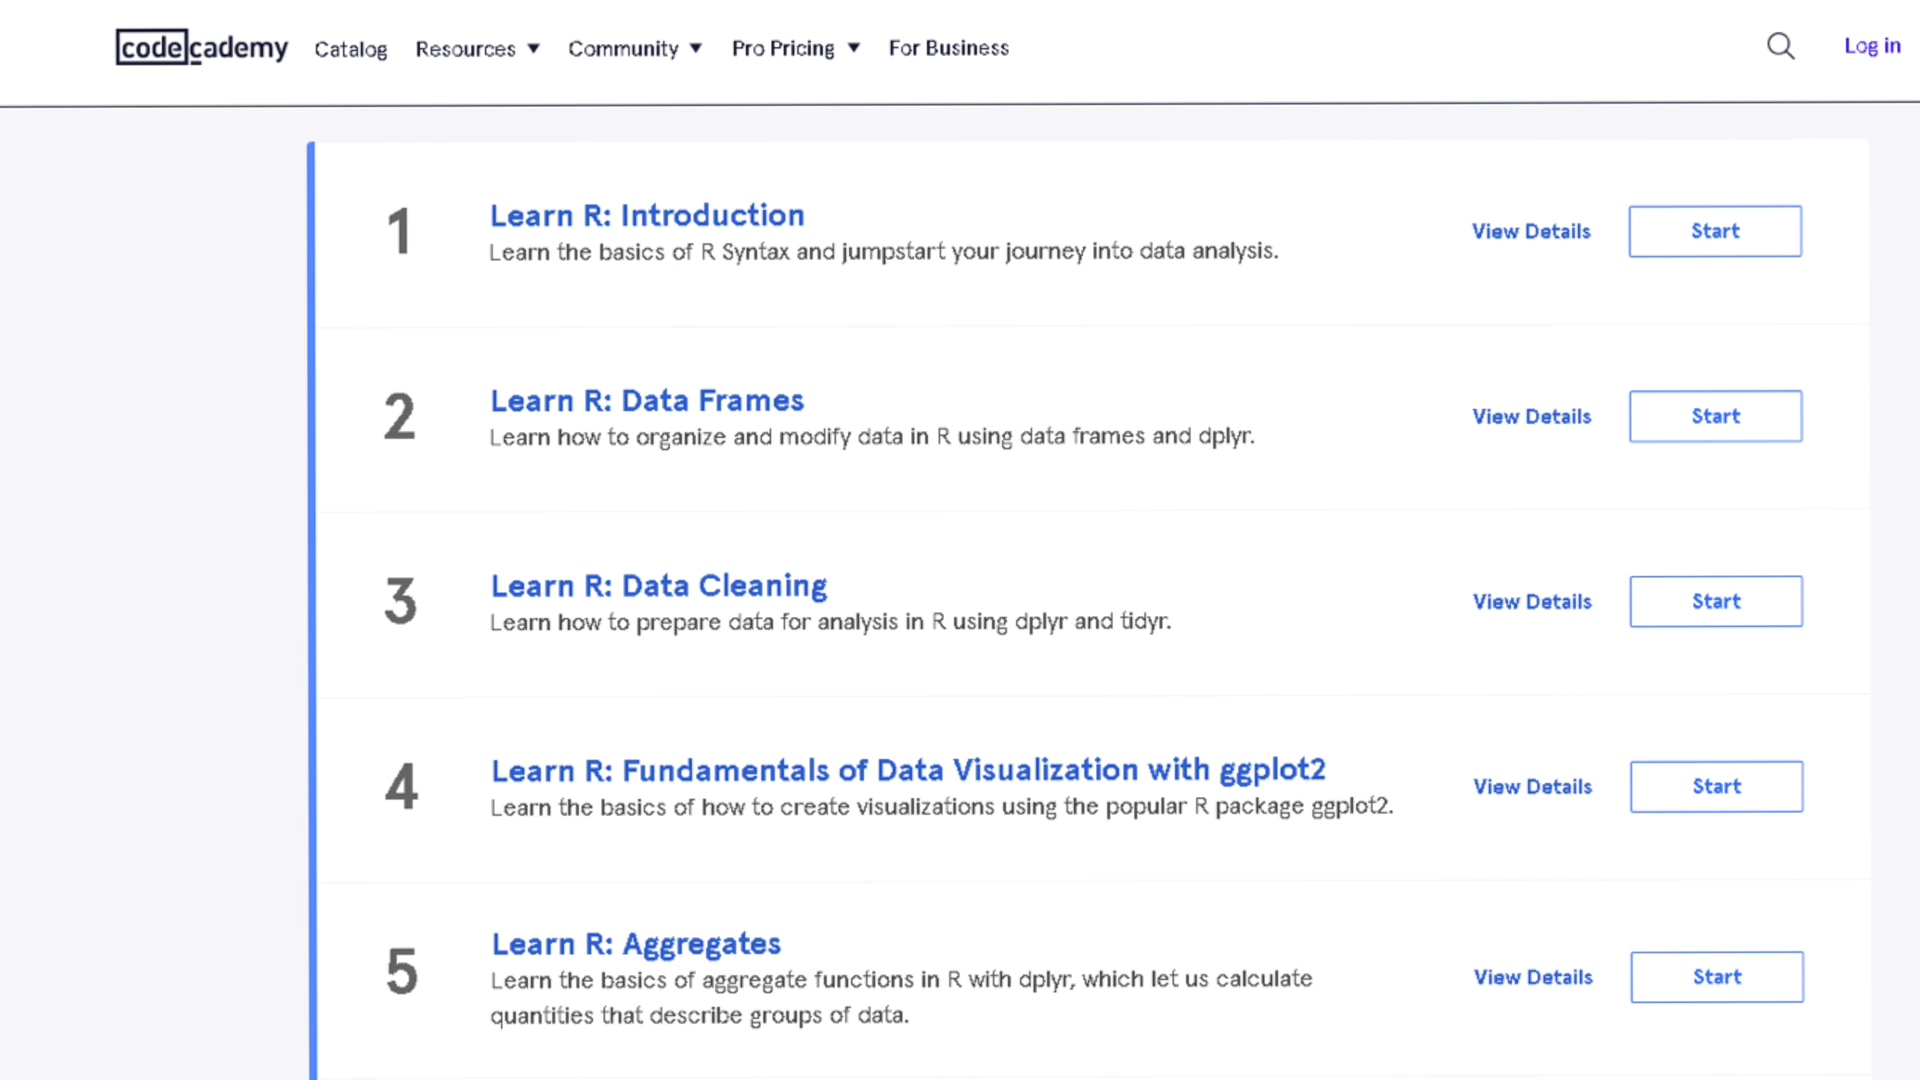 codecademy Catalog Resources Community Pro Pricing For Business Log in
1 Learn R: Introduction View Details Start
Learn the basics of R Syntax and jumpstart your journey into data analysis.
2 Learn R: Data Frames View Details Start
Learn how to organize and modify data in R using data frames and dplyr.
3 Learn R: Data Cleaning View Details Start
Learn how to prepare data for analysis in R using dplyr and tidyr.
4 Learn R: Fundamentals of Data Visualization with ggplot2 View Details Start
Learn the basics of how to create visualizations using the popular R package ggplot2.
5 Learn R: Aggregates View Details Start
Learn the basics of aggregate functions in R with dplyr, which let us calculate
quantities that describe groups of data.